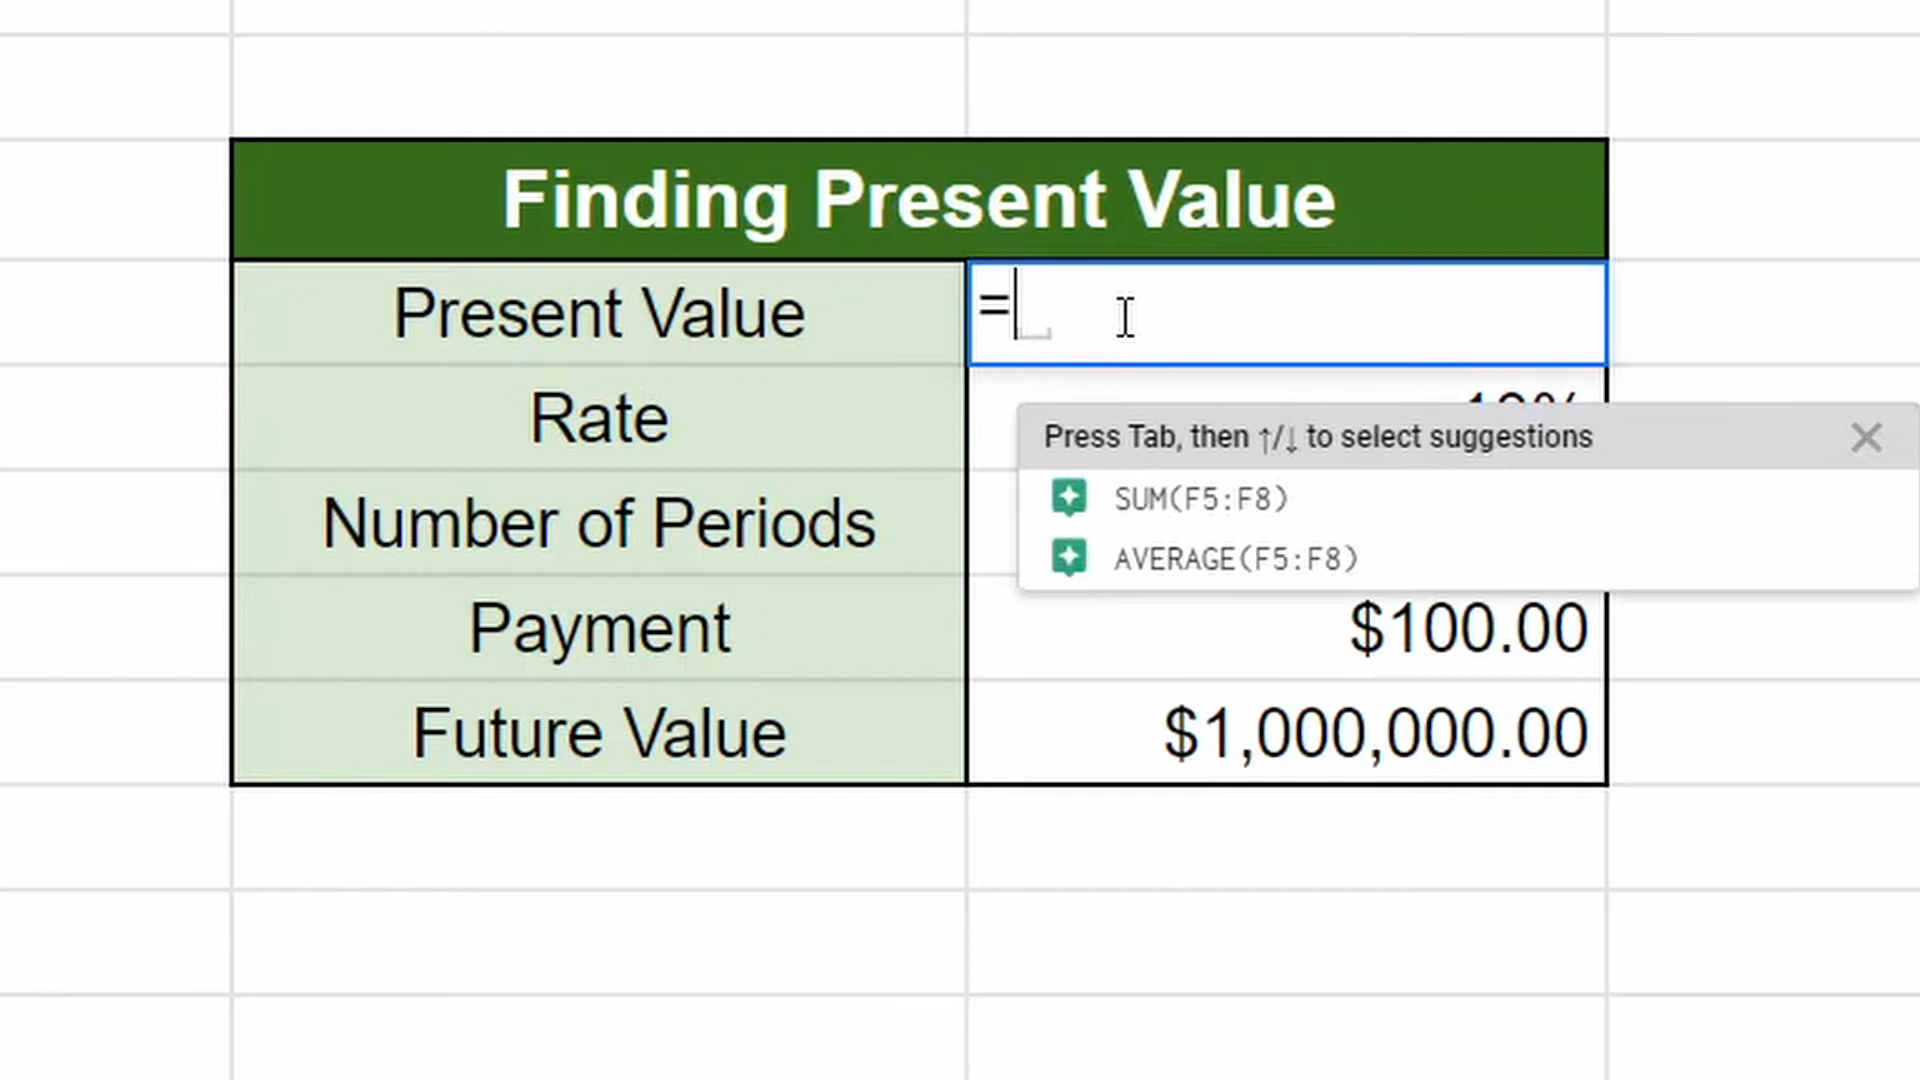 Finding Present Value
Present Value
=
Rate
Press Tab, then ↑/↓ to select suggestions
SUM(F5:F8)
Number of Periods
AVERAGE(F5:F8)
Payment
$100.00
Future Value
$1,000,000.00